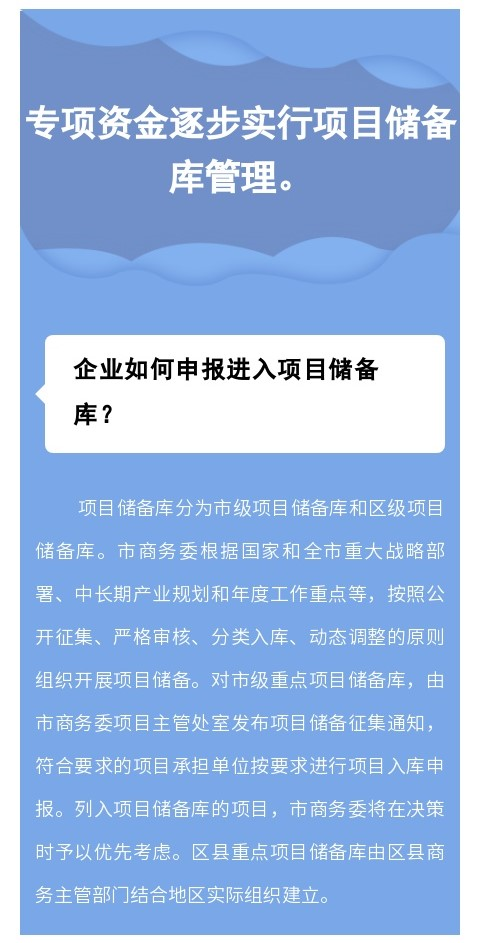 专项资金逐步实行项目储备
库管理。
企业如何申报进入项目储备
库？
项目储备库分为市级项目储备库和区级项目
储备库。市商务委根据国家和全市重大战略部
署、中长期产业规划和年度工作重点等，按照公
开征集、严格审核、分类入库、动态调整的原则
组织开展项目储备。对市级重点项目储备库，由
市商务委项目主管处室发布项目储备征集通知，
符合要求的项目承担单位按要求进行项目入库申
报。列入项目储备库的项目，市商务委将在决策
时予以优先考虑。区县重点项目储备库由区县商
务主管部门结合地区实际组织建立。